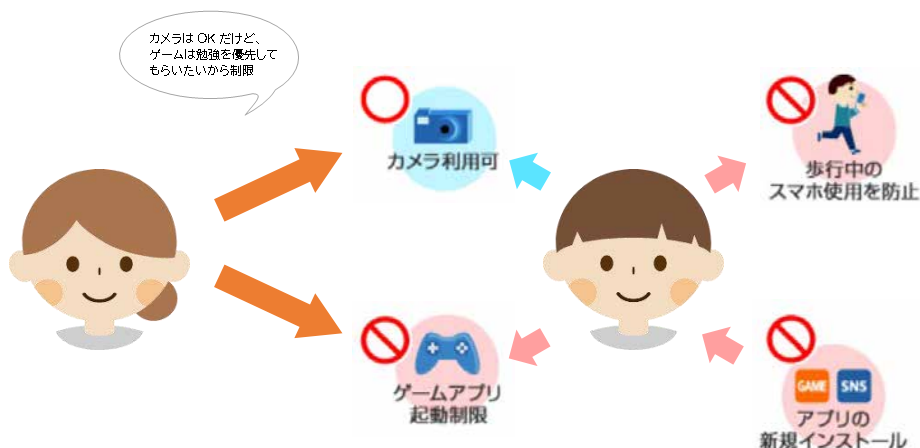 カメラは OK だけど、
ゲームは勉強を優先して
もらいたいから制限
カメラ利用可
歩行中の
スマホ使用を防止
ゲームアプリ
起動制限
GAME SNS
アプリの
新規インストール